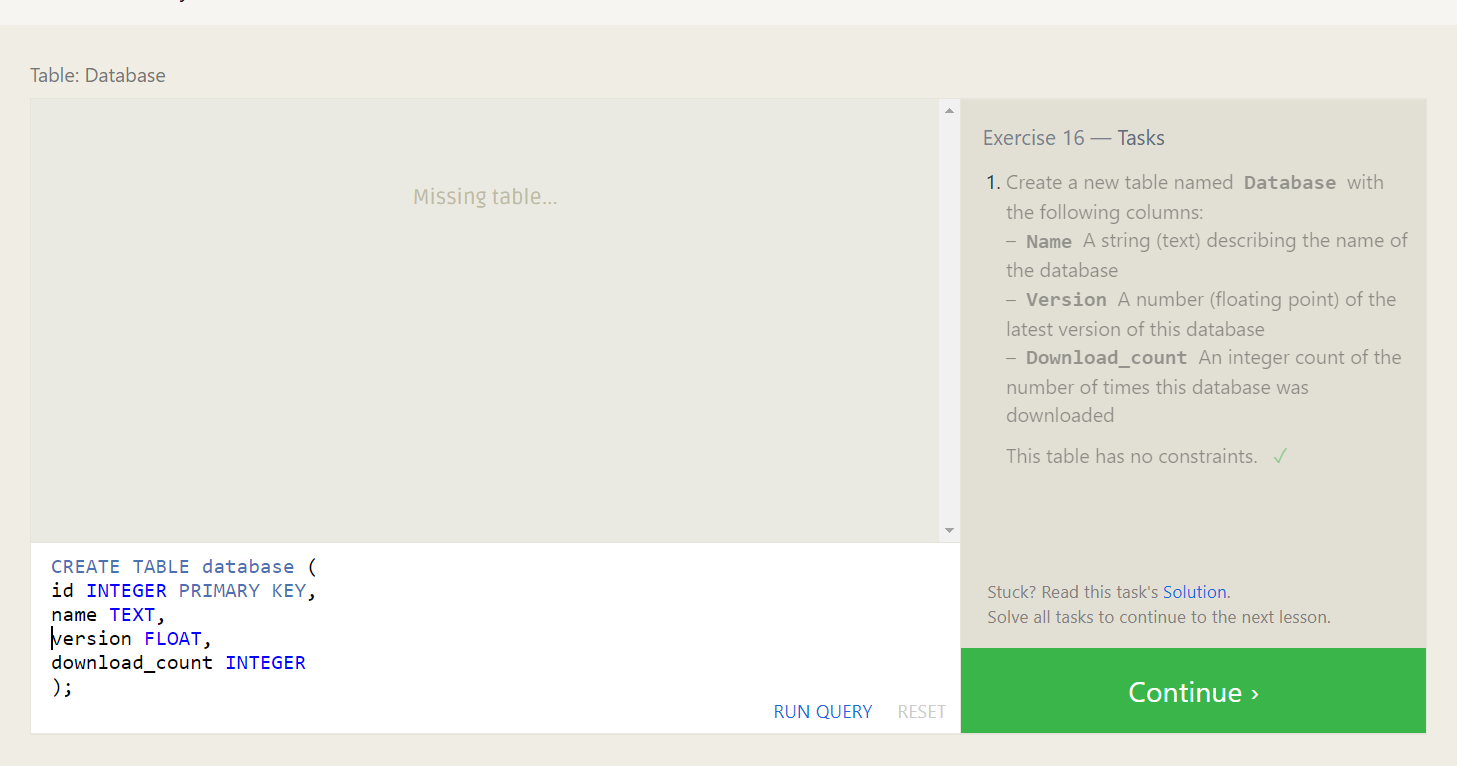 Table: Database
Missing table...
Exercise 16 — Tasks
1. Create a new table named Database with
the following columns:
– Name A string (text) describing the name of
the database
– Version A number (floating point) of the
latest version of this database
– Download_count An integer count of the
number of times this database was
downloaded
This table has no constraints. ✓
Stuck? Read this task's Solution.
Solve all tasks to continue to the next lesson.
Continue ›
CREATE TABLE database (
id INTEGER PRIMARY KEY,
name TEXT,
version FLOAT,
download_count INTEGER
);
RUN QUERY RESET